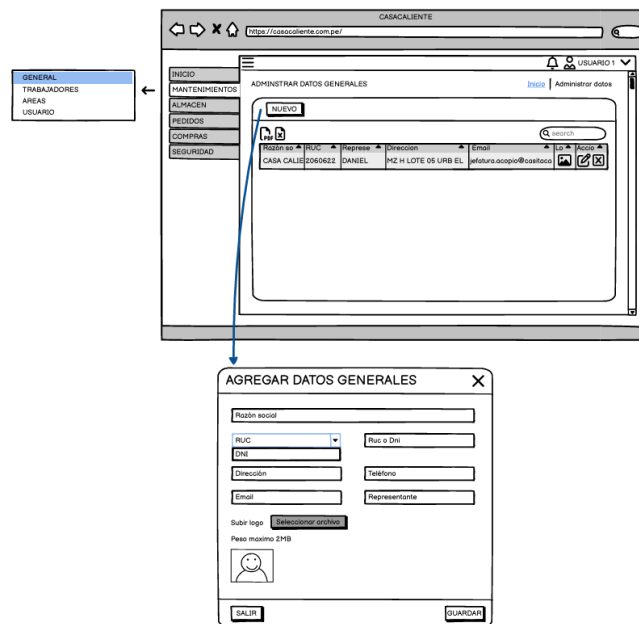 CASACALIENTE
https://casacaliente.com.pe/
USUARIO 1
GENERAL
TRABAJADORES
AREAS
USUARIO
INICIO
MANTENIMIENTOS
ALMACEN
PEDIDOS
COMPRAS
SEGURIDAD
ADMINSTRAR DATOS GENERALES
Inicio | Administrar datos
NUEVO
PDF
search
Razón so RUC Represe Direccion Email Lo Accio
CASA CALIE 2060622 DANIEL MZ H LOTE 05 URB EL jefatura.acopio@casitaca
AGREGAR DATOS GENERALES
Razón social
RUC
Ruc o Dni
DNI
Dirección
Teléfono
Email
Representante
Subir logo Seleccionar archivo
Peso maximo 2MB
SALIR
GUARDAR